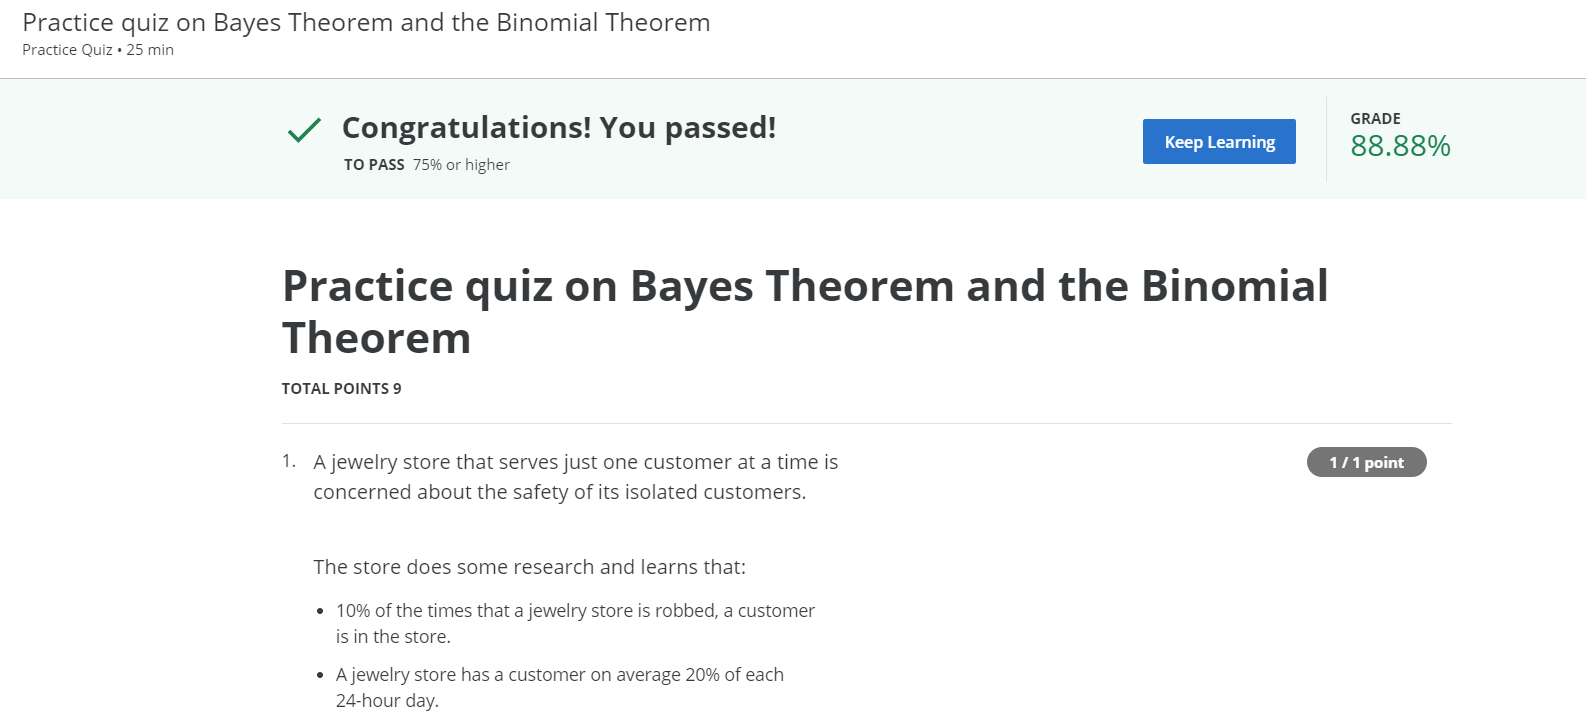 Practice quiz on Bayes Theorem and the Binomial Theorem
Practice Quiz • 25 min
Congratulations! You passed!
TO PASS 75% or higher
Keep Learning
GRADE
88.88%
Practice quiz on Bayes Theorem and the Binomial
Theorem
TOTAL POINTS 9
1. A jewelry store that serves just one customer at a time is
concerned about the safety of its isolated customers.
1 / 1 point
The store does some research and learns that:
• 10% of the times that a jewelry store is robbed, a customer
is in the store.
• A jewelry store has a customer on average 20% of each
24-hour day.